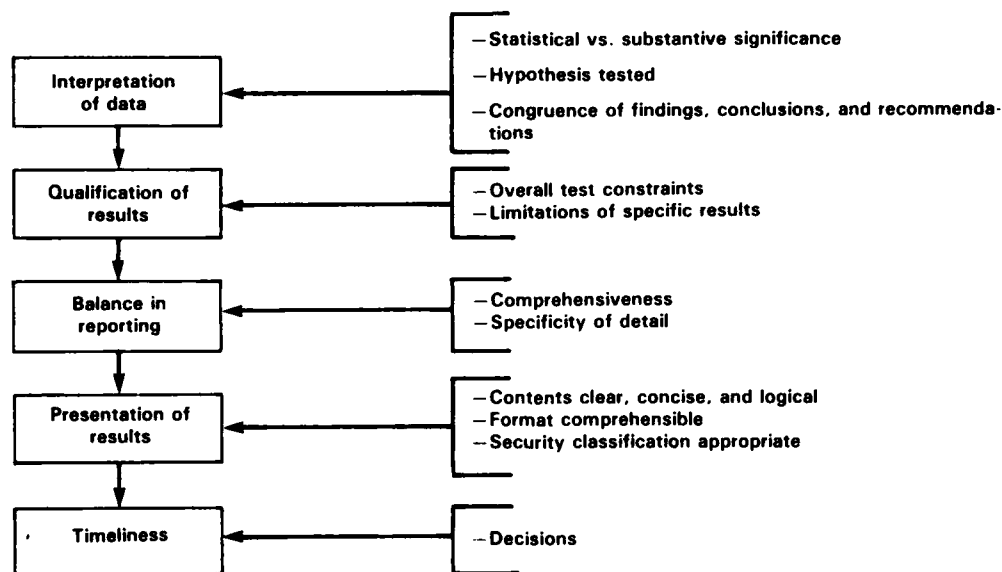 Interpretation
of data
—Statistical vs. substantive significance
—Hypothesis tested
—Congruence of findings, conclusions, and recommenda-
tions
Qualification of
results
—Overall test constraints
—Limitations of specific results
Balance in
reporting
—Comprehensiveness
—Specificity of detail
Presentation of
results
—Contents clear, concise, and logical
—Format comprehensible
—Security classification appropriate
Timeliness
—Decisions